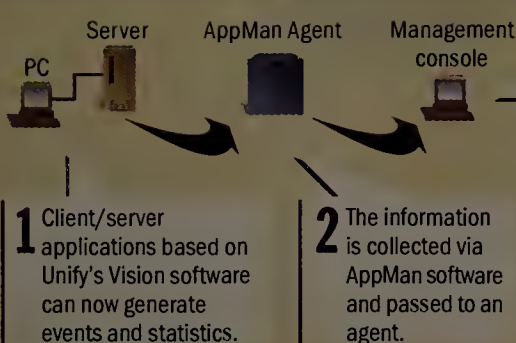 Server
AppMan Agent
Management
console
PC
1 Client/server
applications based on
Unify's Vision software
can now generate
events and statistics.
2 The information
is collected via
AppMan software
and passed to an
agent.